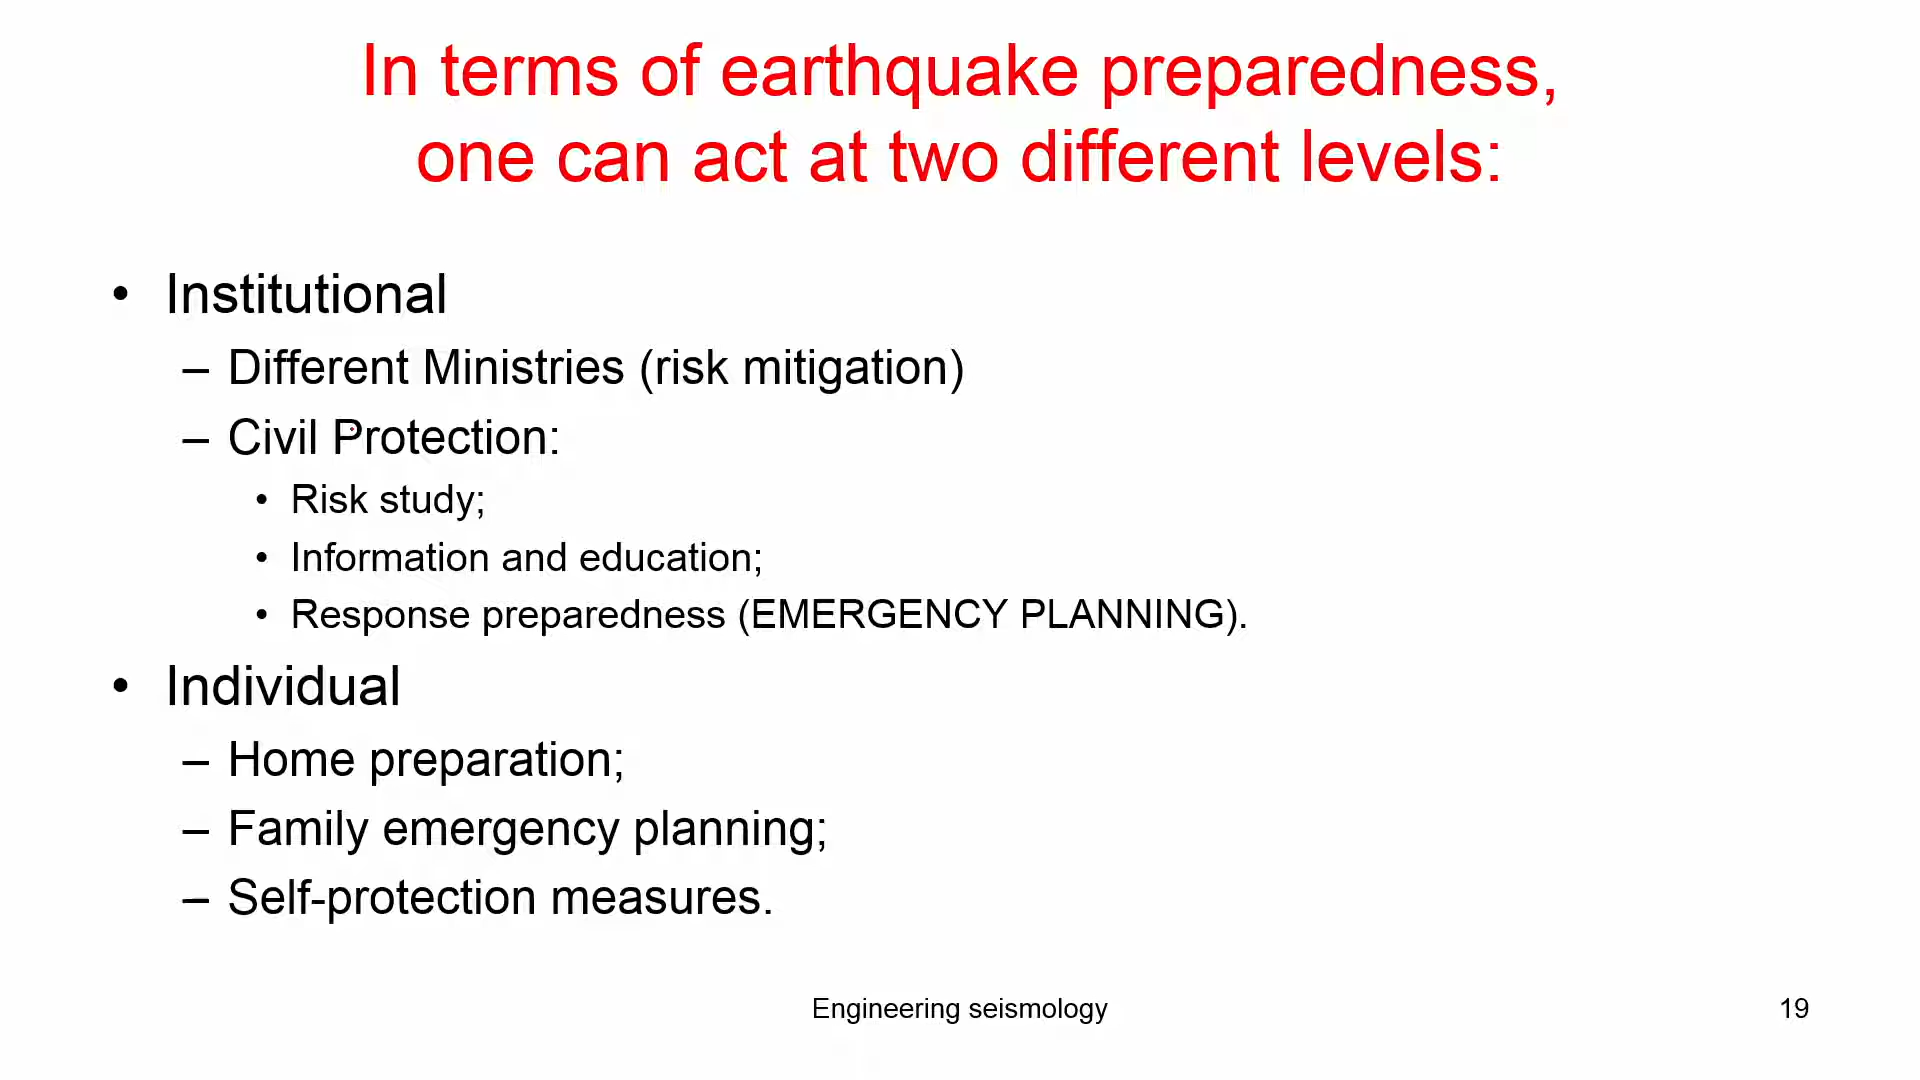 In terms of earthquake preparedness,
one can act at two different levels:
• Institutional
– Different Ministries (risk mitigation)
– Civil Protection:
• Risk study;
• Information and education;
• Response preparedness (EMERGENCY PLANNING).
• Individual
– Home preparation;
– Family emergency planning;
– Self-protection measures.
Engineering seismology
19